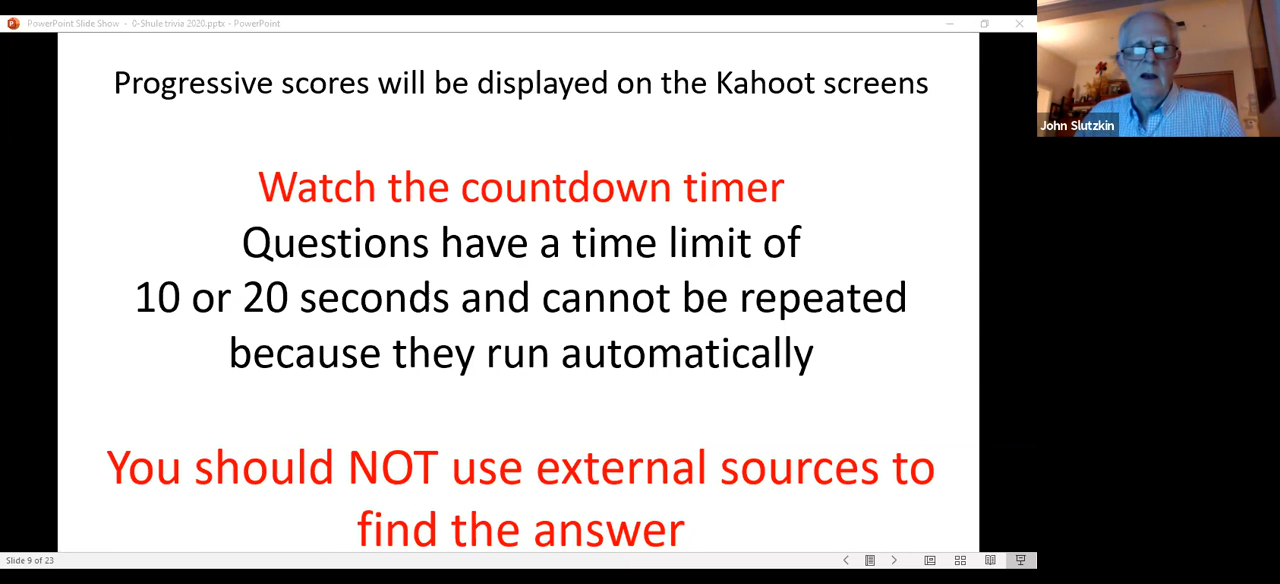 PowerPoint Slide Show - 0-Shule trivia 2020.pptx - PowerPoint
Progressive scores will be displayed on the Kahoot screens
John Slutzkin
Watch the countdown timer
Questions have a time limit of
10 or 20 seconds and cannot be repeated
because they run automatically
You should NOT use external sources to
find the answer
Slide 9 of 23